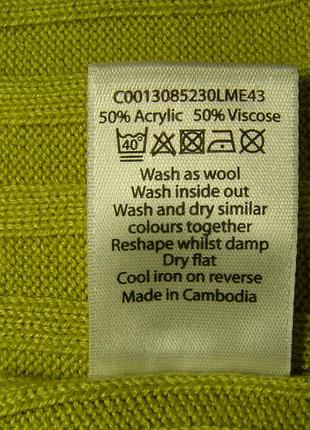 C0013085230LME43
50% Acrylic 50% Viscose
40°
Wash as wool
Wash inside out
Wash and dry similar
colours together
Reshape whilst damp
Dry flat
Cool iron on reverse
Made in Cambodia